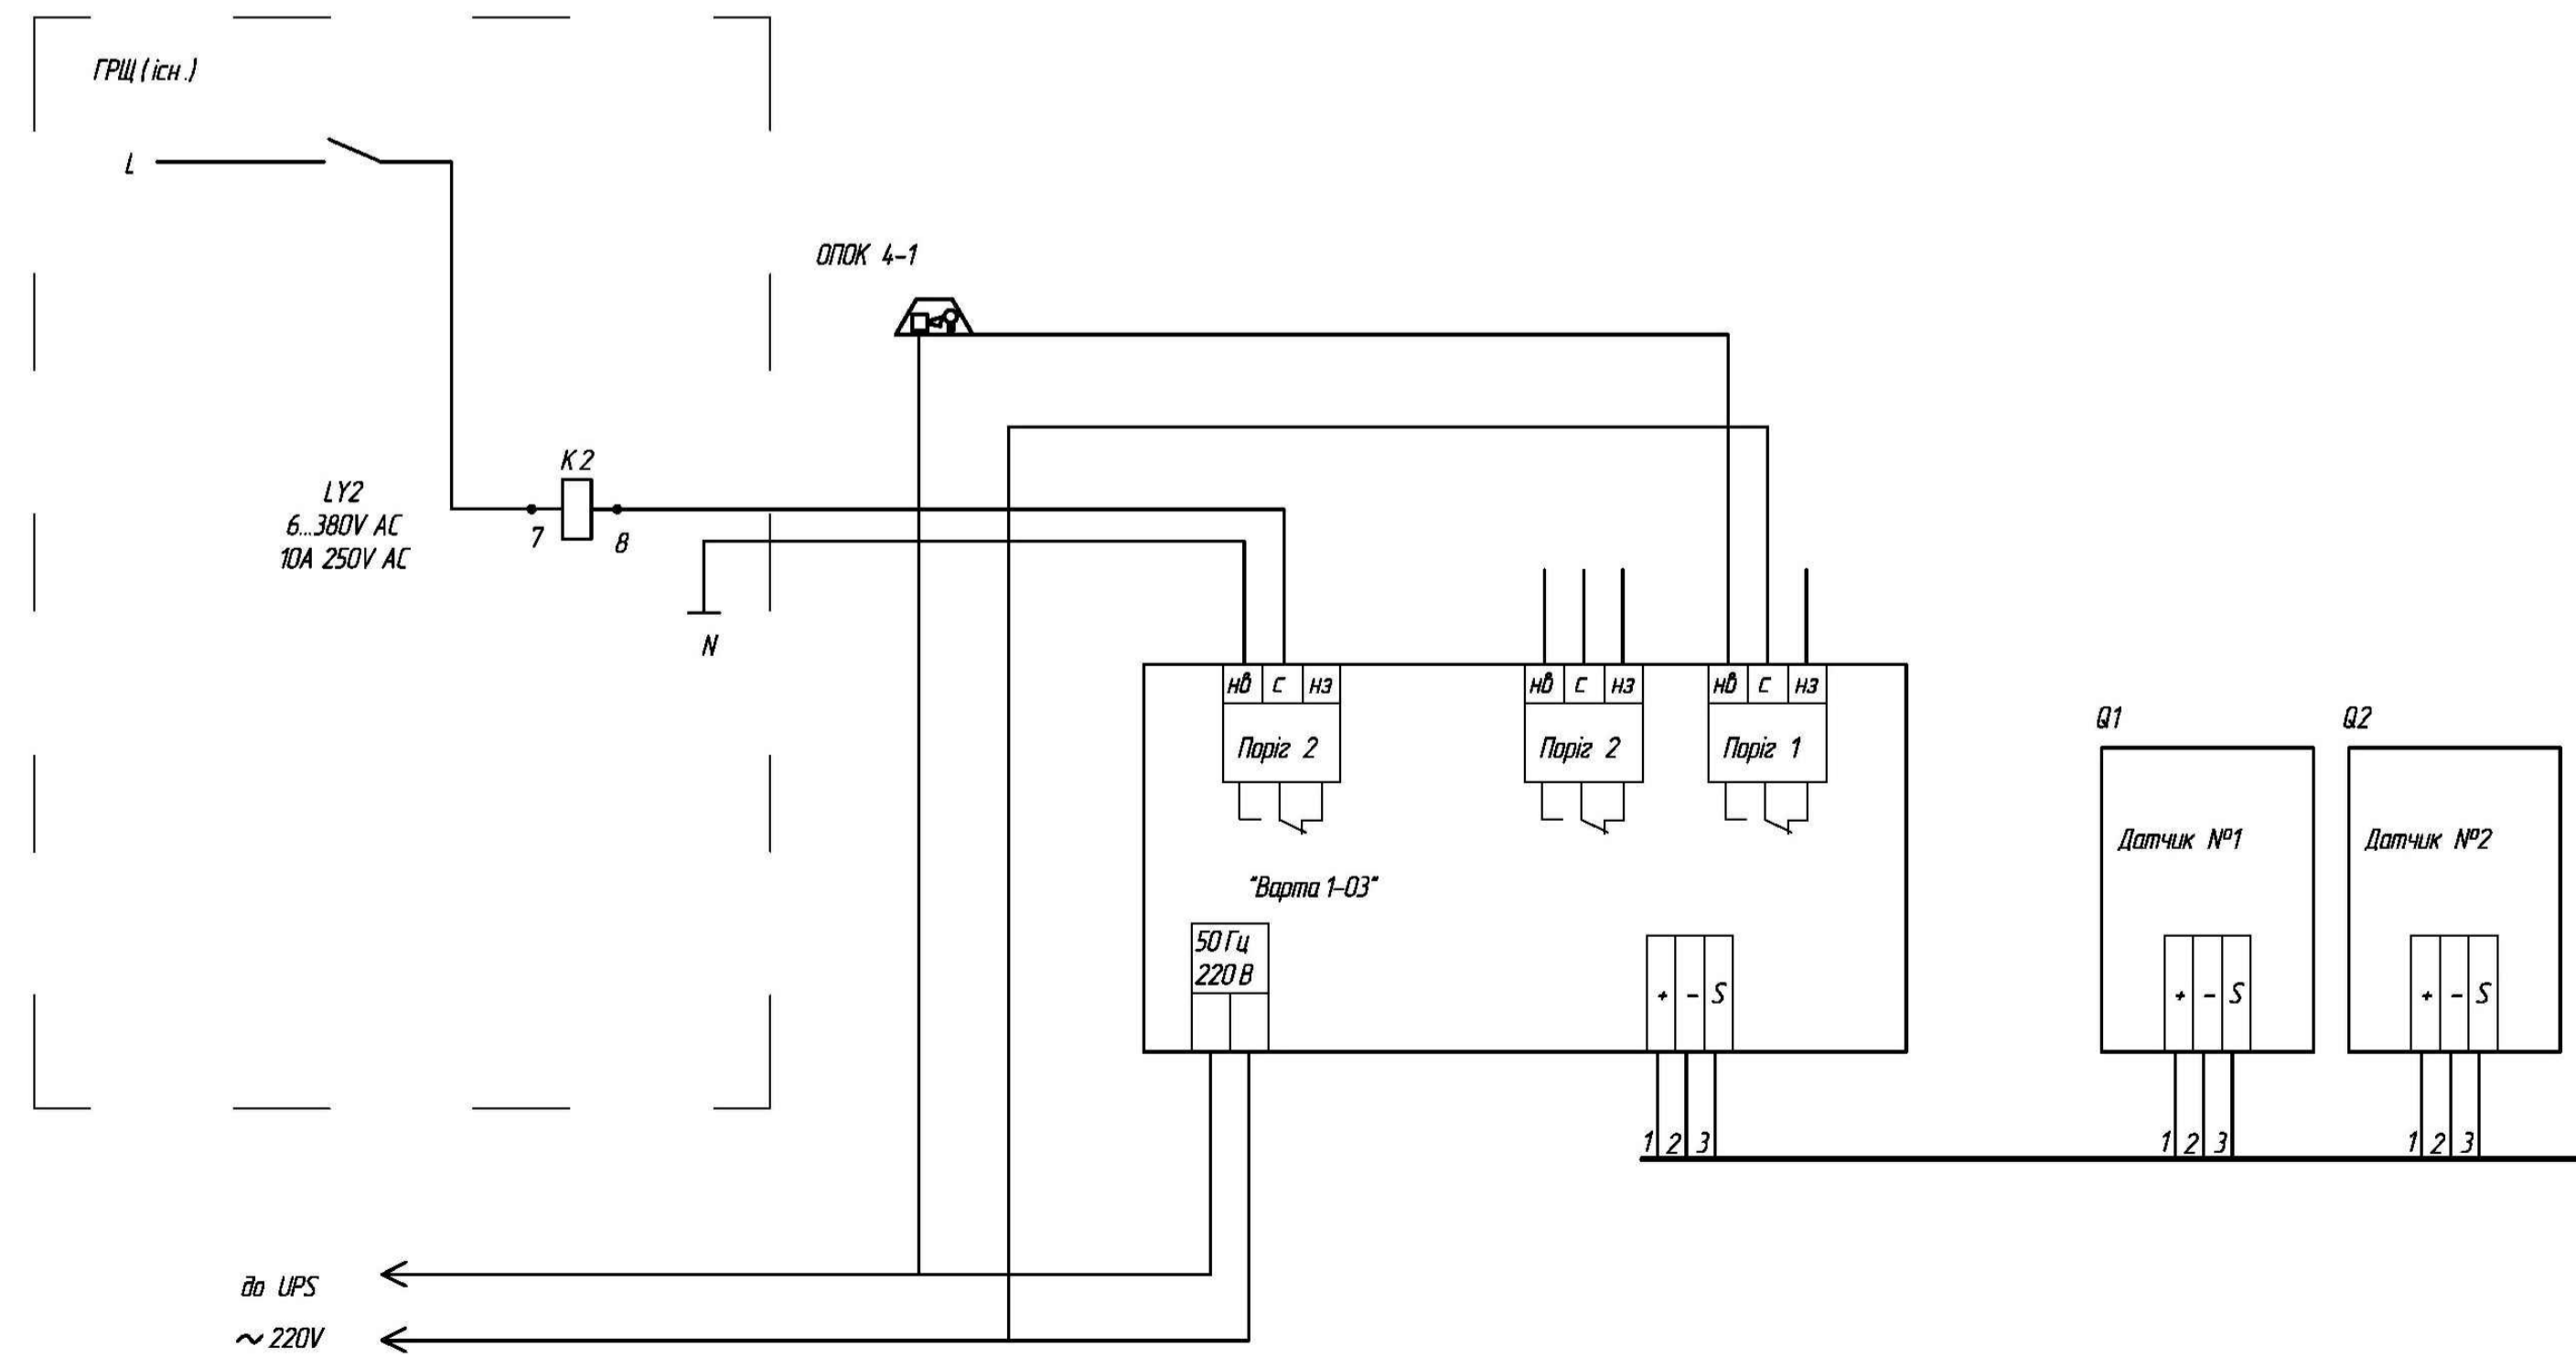 ГРЩ(існ.)
L
ОПОК 4-1
K2
LY2
6...380V AC
10A 250V AC
7
8
N
нв с нз
нв с нз
нв с нз
Поріг 2
Поріг 2
Поріг 1
Q1
Q2
Датчик №1
Датчик №2
"Варта 1-03"
50 Гц
220 В
+ - S
+ - S
+ - S
1 2 3
1 2 3
1 2 3
до UPS
~ 220V